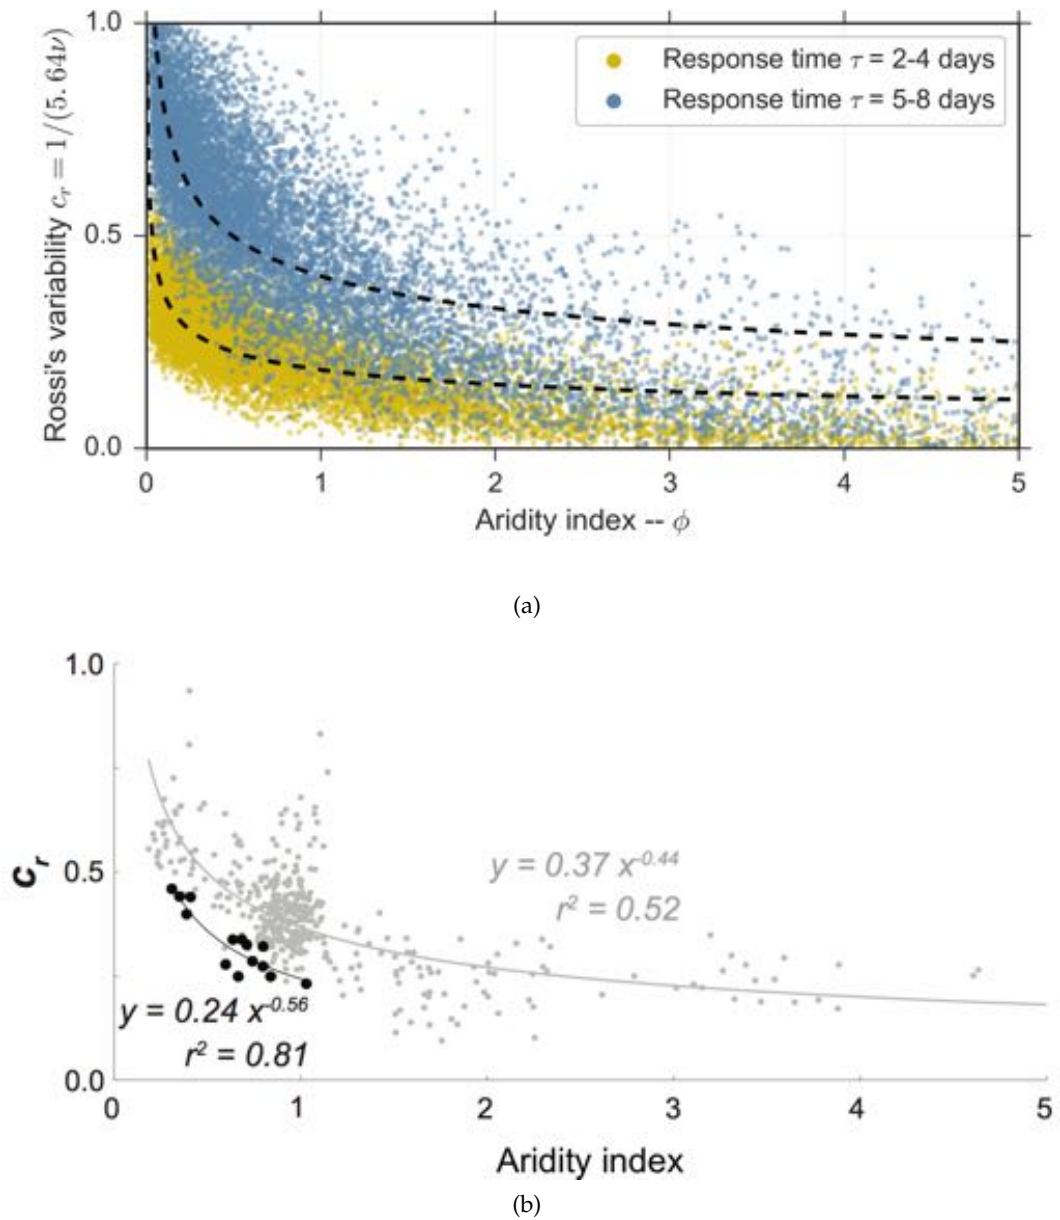 1.0
0.5
0.0
Rossi's variability c_r = 1/(5.64ν)
Response time τ = 2-4 days
Response time τ = 5-8 days
0 1 2 3 4 5
Aridity index -- ϕ
(a)
1.0
0.5
0.0
c_r
y = 0.37 x^-0.44
r² = 0.52
y = 0.24 x^-0.56
r² = 0.81
0 1 2 3 4 5
Aridity index
(b)